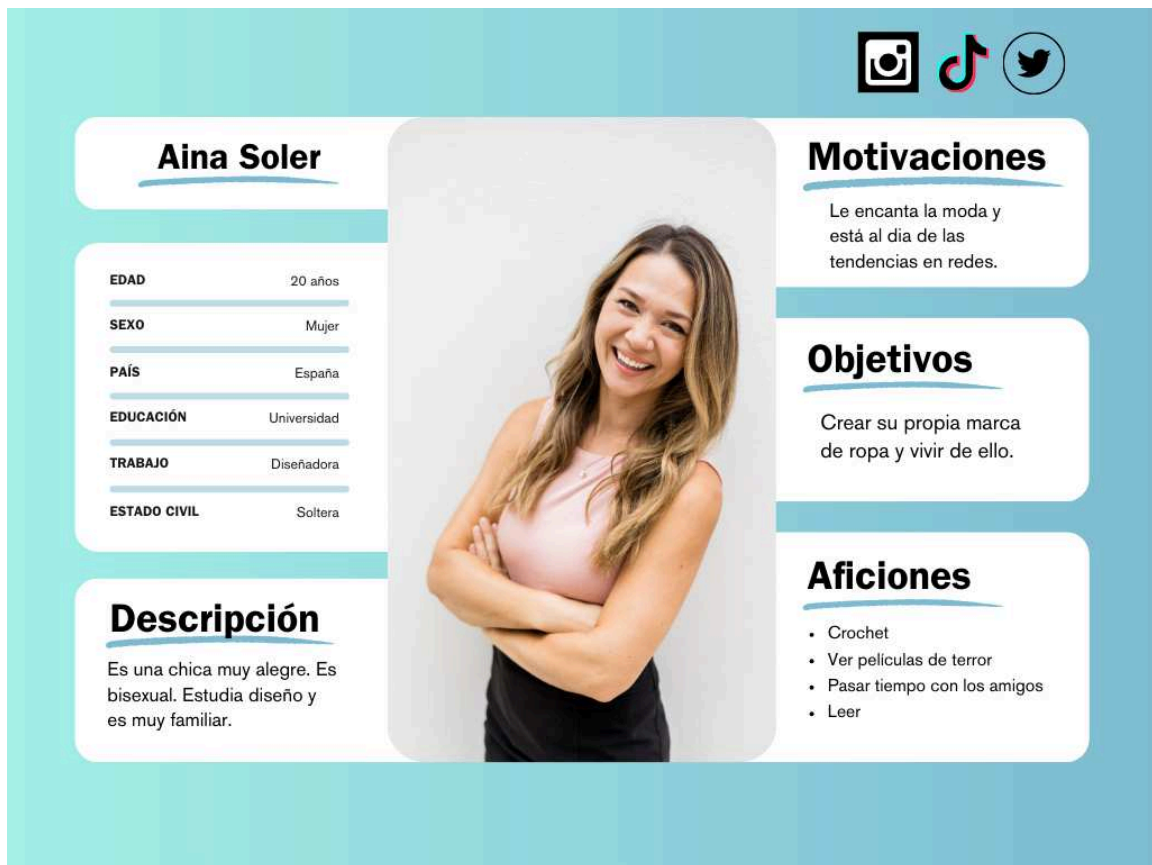 Aina Soler
EDAD 20 años
SEXO Mujer
PAÍS España
EDUCACIÓN Universidad
TRABAJO Diseñadora
ESTADO CIVIL Soltera
Descripción
Es una chica muy alegre. Es
bisexual. Estudia diseño y
es muy familiar.
Motivaciones
Le encanta la moda y
está al dia de las
tendencias en redes.
Objetivos
Crear su propia marca
de ropa y vivir de ello.
Aficiones
• Crochet
• Ver películas de terror
• Pasar tiempo con los amigos
• Leer